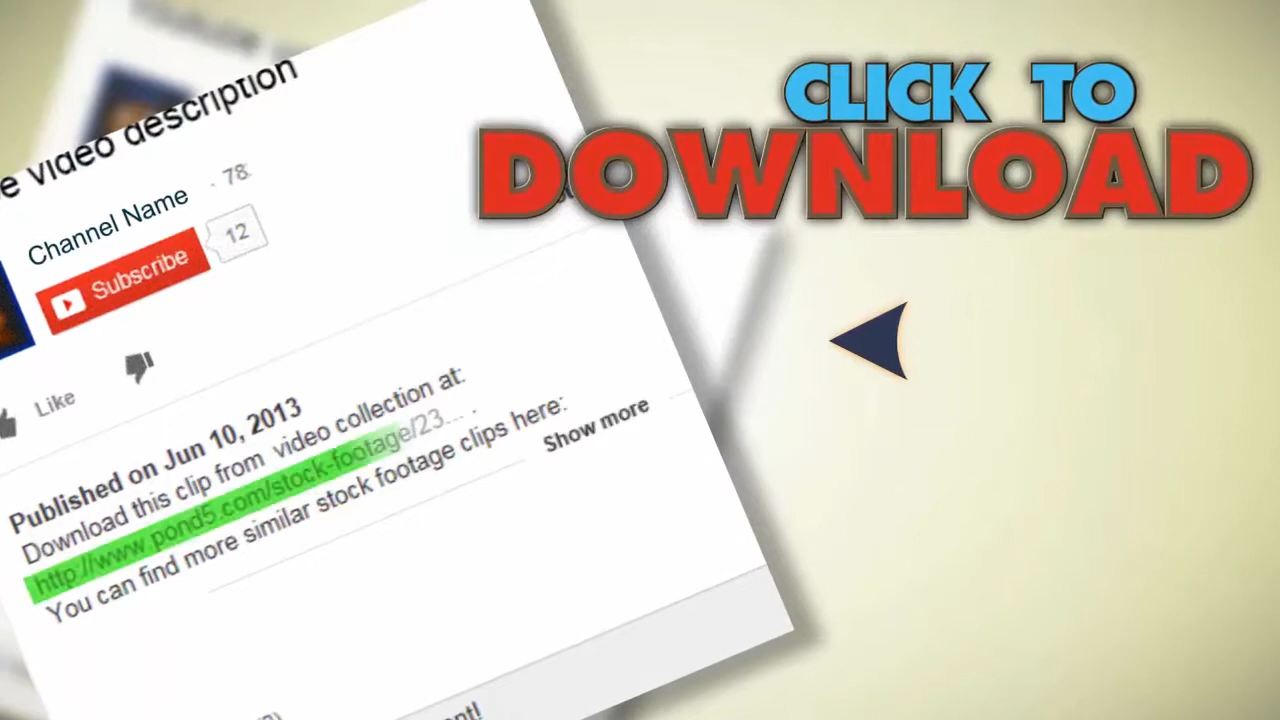 CLICK TO
DOWNLOAD
e video description
Channel Name
78
Subscribe
12
Like
Published on Jun 10, 2013
Download this clip from video collection at:
http://www.pond5.com/stock-footage/23...
You can find more similar stock footage clips here:
Show more